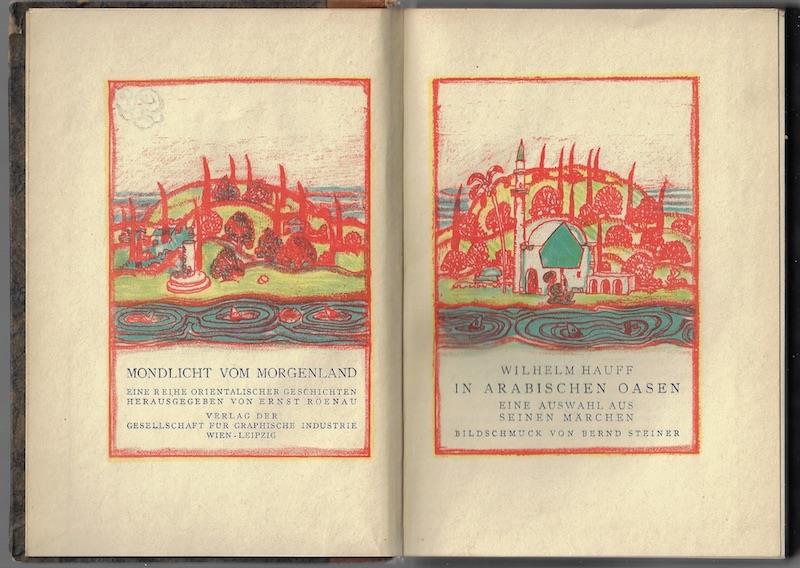 MONDLICHT VOM MORGENLAND
EINE REIHE ORIENTALISCHER GESCHICHTEN
HERAUSGEGEBEN VON ERNST ROENAU
VERLAG DER
GESELLSCHAFT FÜR GRAPHISCHE INDUSTRIE
WIEN-LEIPZIG
WILHELM HAUFF
IN ARABISCHEN OASEN
EINE AUSWAHL AUS
SEINEN MÄRCHEN
BILDSCHMUCK VON BERND STEINER